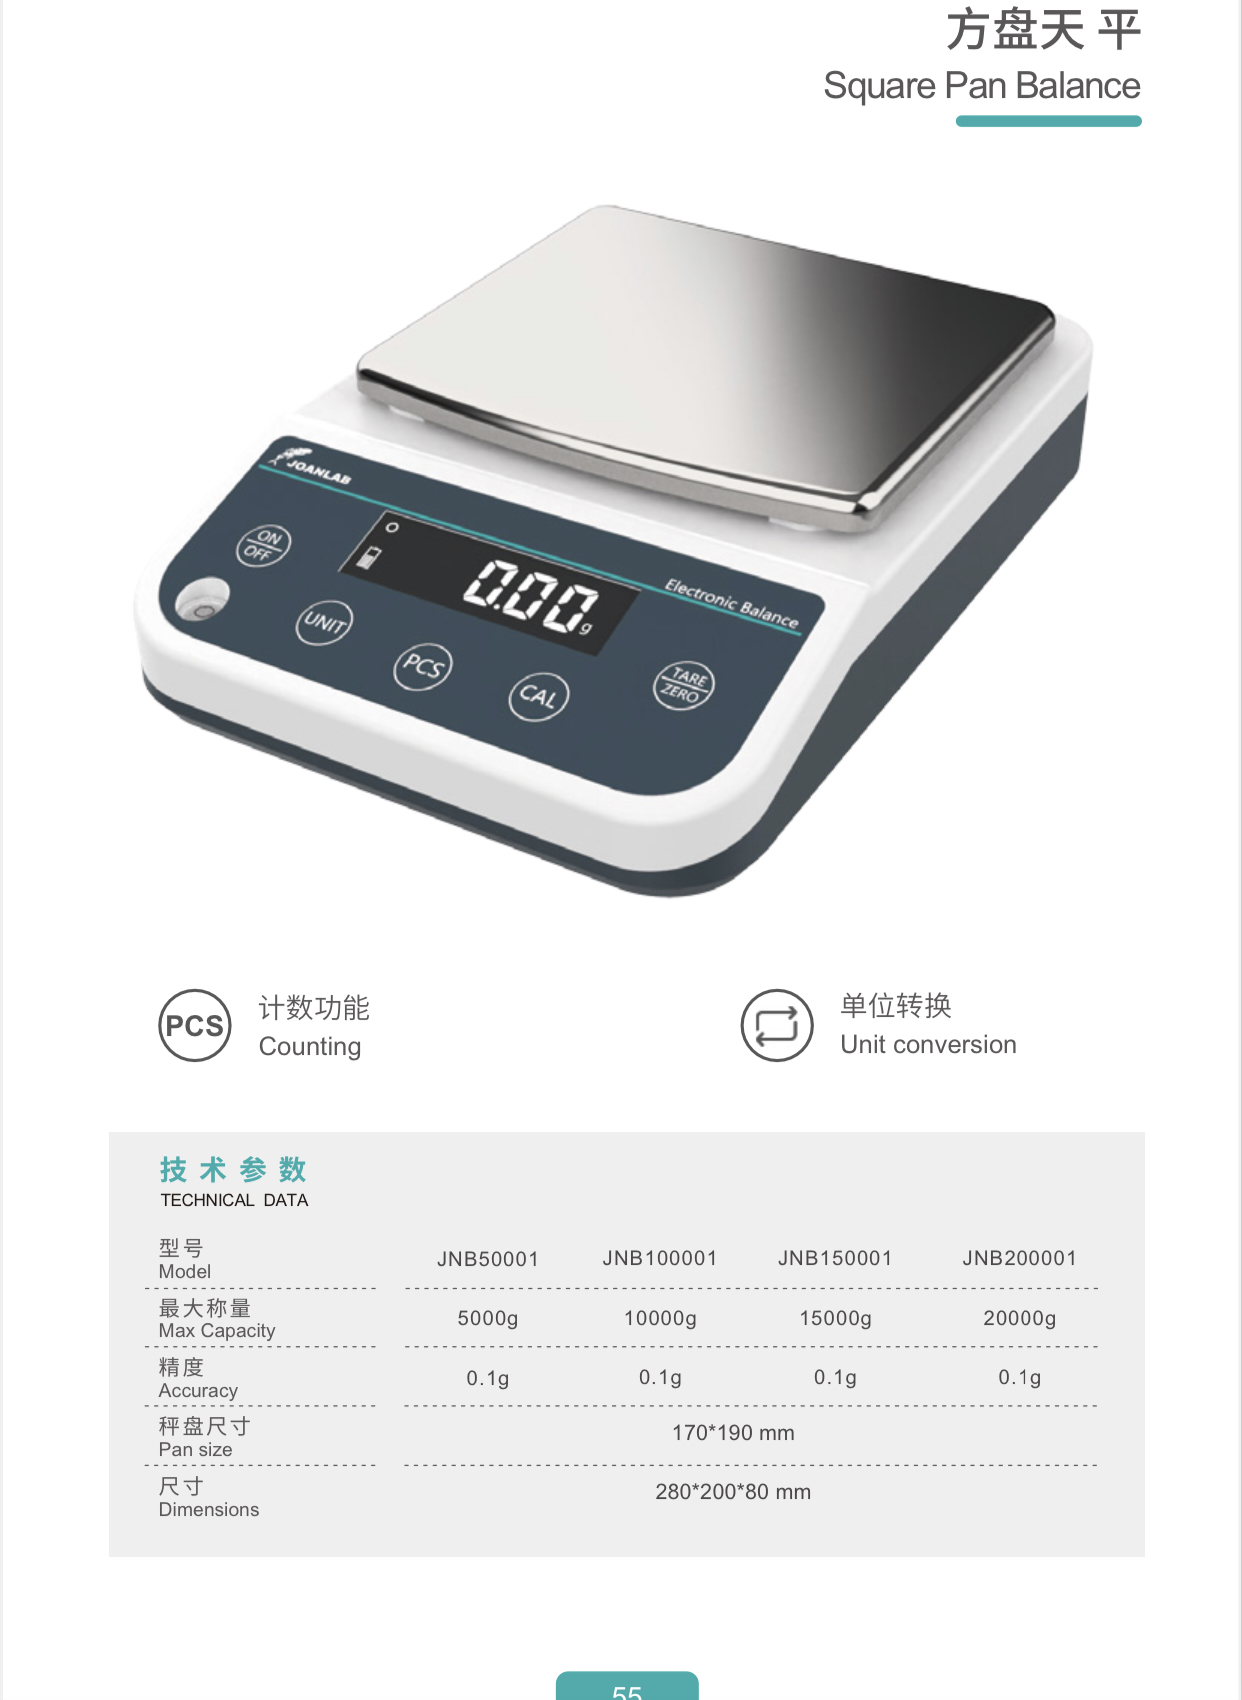 方盘天 平
Square Pan Balance
JOANLAB
ON
OFF
0.00g
Electronic Balance
UNIT
PCS
CAL
TARE
ZERO
PCS
计数功能
Counting
单位转换
Unit conversion
技术参数
TECHNICAL DATA
型号
Model
JNB50001 JNB100001 JNB150001 JNB200001
最大称量
Max Capacity
5000g 10000g 15000g 20000g
精度
Accuracy
0.1g 0.1g 0.1g 0.1g
秤盘尺寸
Pan size
170*190 mm
尺寸
Dimensions
280*200*80 mm
55